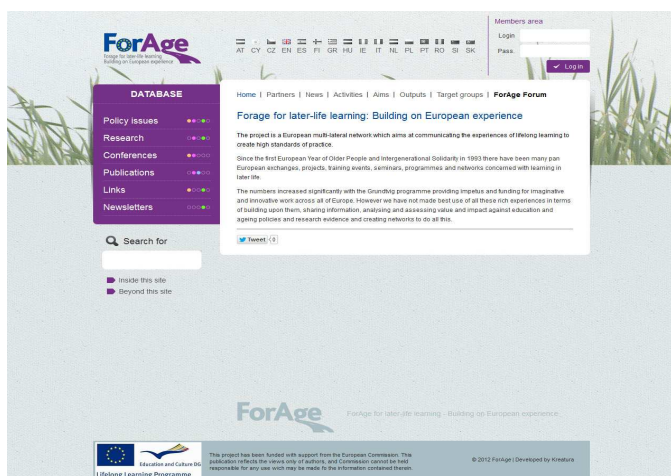 ForAge
Forage for later-life learning
Building on European experience
AT CY CZ EN ES FI GR HU IE IT NL PL PT RO SI SK
Members area
Login
Pass.
Log in
DATABASE
Policy issues
Research
Conferences
Publications
Links
Newsletters
Search for
Inside this site
Beyond this site
Home | Partners | News | Activities | Aims | Outputs | Target groups | ForAge Forum
Forage for later-life learning: Building on European experience
The project is a European multi-lateral network which aims at communicating the experiences of lifelong learning to
create high standards of practice.
Since the first European Year of Older People and Intergenerational Solidarity in 1993 there have been many pan
European exchanges, projects, training events, seminars, programmes and networks concerned with learning in
later life.
The numbers increased significantly with the Grundtvig programme providing impetus and funding for imaginative
and innovative work across all of Europe. However we have not made best use of all these rich experiences in terms
of building upon them, sharing information, analysing and assessing value and impact against education and
ageing policies and research evidence and creating networks to do all this.
Tweet 0
ForAge
ForAge for later-life learning - Building on European experience
Education and Culture DG
Lifelong Learning Programme
This project has been funded with support from the European Commission. This
publication reflects the views only of authors, and Commission cannot be held
responsible for any use wich may be made fo the information contained therein.
© 2012 ForAge | Developed by Kreatura